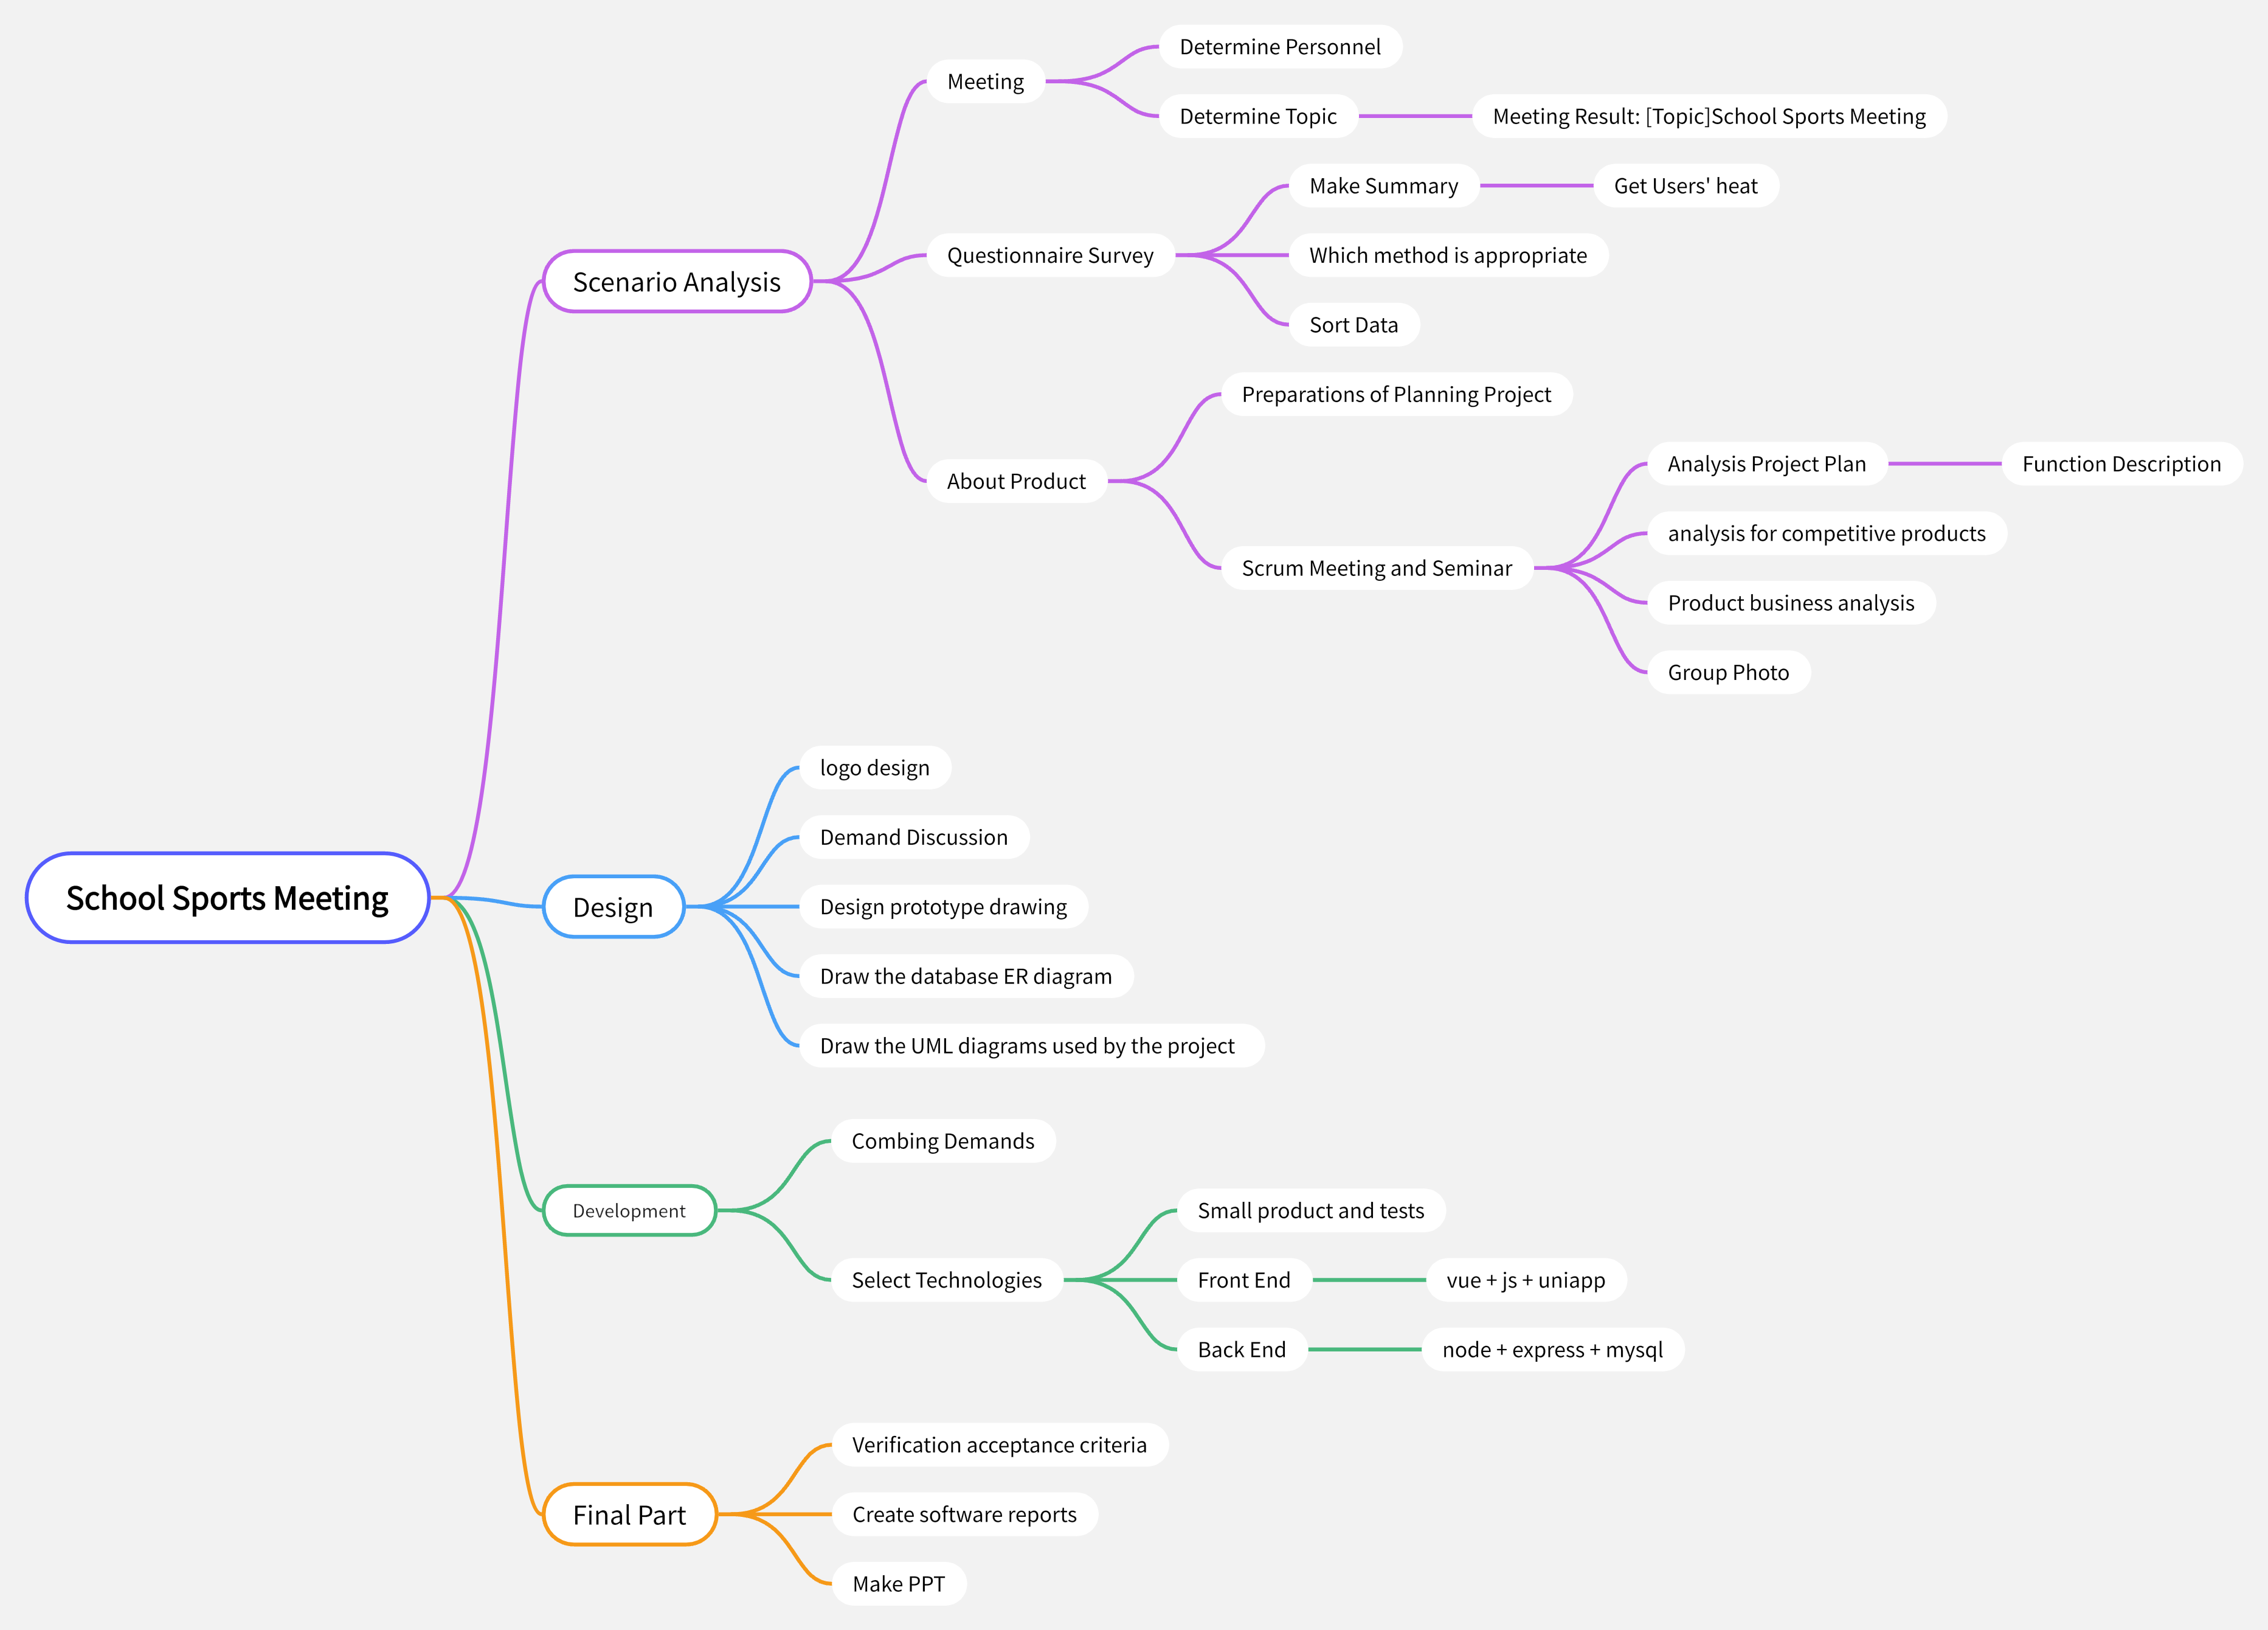 School Sports Meeting
Scenario Analysis
Meeting
Determine Personnel
Determine Topic
Meeting Result: [Topic]School Sports Meeting
Questionnaire Survey
Make Summary
Get Users' heat
Which method is appropriate
Sort Data
About Product
Preparations of Planning Project
Scrum Meeting and Seminar
Analysis Project Plan
Function Description
analysis for competitive products
Product business analysis
Group Photo
Design
logo design
Demand Discussion
Design prototype drawing
Draw the database ER diagram
Draw the UML diagrams used by the project
Development
Combing Demands
Select Technologies
Small product and tests
Front End
vue + js + uniapp
Back End
node + express + mysql
Final Part
Verification acceptance criteria
Create software reports
Make PPT